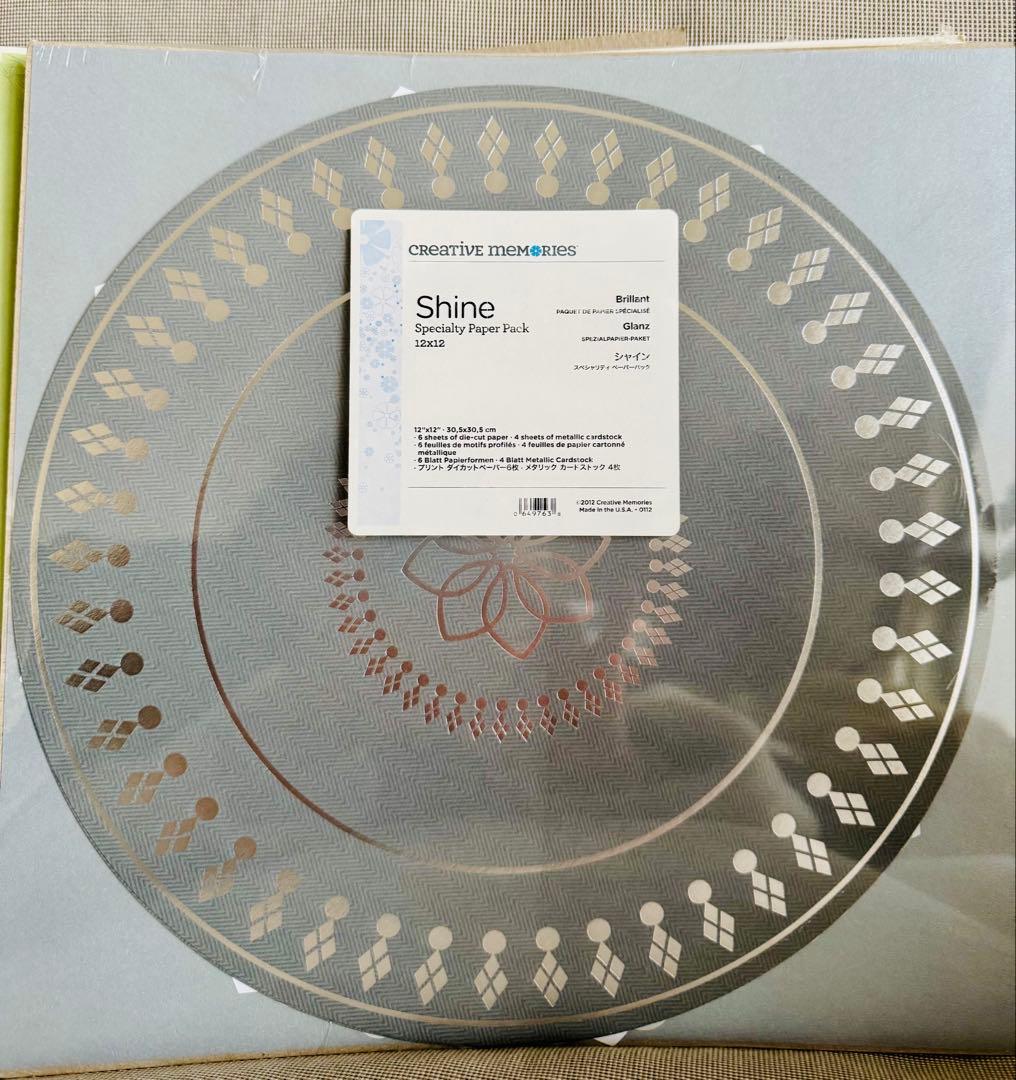 CREATIVE MEMORIES
Shine
Specialty Paper Pack
12x12
Brillant
PAQUET DE PAPIER SPÉCIALISÉ
Glanz
SPEZIALPAPIER-PAKET
シャイン
スペシャリティ ペーパーパック
12"x12" · 30,5x30,5 cm
· 6 sheets of die-cut paper · 4 sheets of metallic cardstock
· 6 feuilles de motifs profilés · 4 feuilles de papier cartonné
métallique
· 6 Blatt Papierformen · 4 Blatt Metallic Cardstock
· プリント ダイカットペーパー6枚 · メタリック カードストック 4枚
©2012 Creative Memories
Made in the U.S.A. · 0112
0 649763